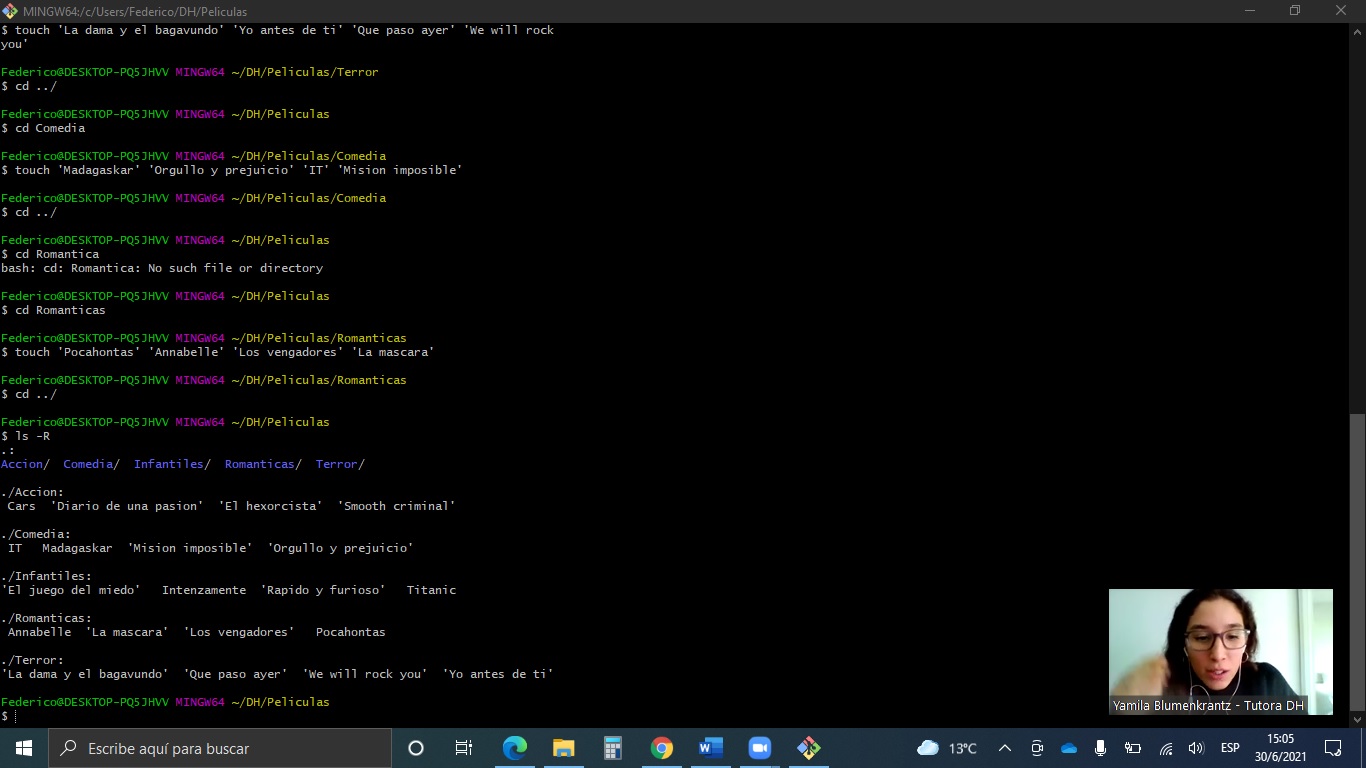 MINGW64:/c/Users/Federico/DH/Peliculas
$ touch 'La dama y el bagavundo' 'Yo antes de ti' 'Que paso ayer' 'We will rock
you'
Federico@DESKTOP-PQ5JHVV MINGW64 ~/DH/Peliculas/Terror
$ cd ../
Federico@DESKTOP-PQ5JHVV MINGW64 ~/DH/Peliculas
$ cd Comedia
Federico@DESKTOP-PQ5JHVV MINGW64 ~/DH/Peliculas/Comedia
$ touch 'Madagaskar' 'Orgullo y prejuicio' 'IT' 'Mision imposible'
Federico@DESKTOP-PQ5JHVV MINGW64 ~/DH/Peliculas/Comedia
$ cd ../
Federico@DESKTOP-PQ5JHVV MINGW64 ~/DH/Peliculas
$ cd Romantica
bash: cd: Romantica: No such file or directory
Federico@DESKTOP-PQ5JHVV MINGW64 ~/DH/Peliculas
$ cd Romanticas
Federico@DESKTOP-PQ5JHVV MINGW64 ~/DH/Peliculas/Romanticas
$ touch 'Pocahontas' 'Annabelle' 'Los vengadores' 'La mascara'
Federico@DESKTOP-PQ5JHVV MINGW64 ~/DH/Peliculas/Romanticas
$ cd ../
Federico@DESKTOP-PQ5JHVV MINGW64 ~/DH/Peliculas
$ ls -R
.:
Accion/  Comedia/  Infantiles/  Romanticas/  Terror/
./Accion:
Cars  'Diario de una pasion'  'El hexorcista'  'Smooth criminal'
./Comedia:
IT  Madagaskar  'Mision imposible'  'Orgullo y prejuicio'
./Infantiles:
'El juego del miedo'  Intenzamente  'Rapido y furioso'  Titanic
./Romanticas:
Annabelle  'La mascara'  'Los vengadores'  Pocahontas
./Terror:
'La dama y el bagavundo'  'Que paso ayer'  'We will rock you'  'Yo antes de ti'
Federico@DESKTOP-PQ5JHVV MINGW64 ~/DH/Peliculas
$
Yamila Blumenkrantz - Tutora DH
Escribe aquí para buscar
13°C
ESP
15:05
30/6/2021